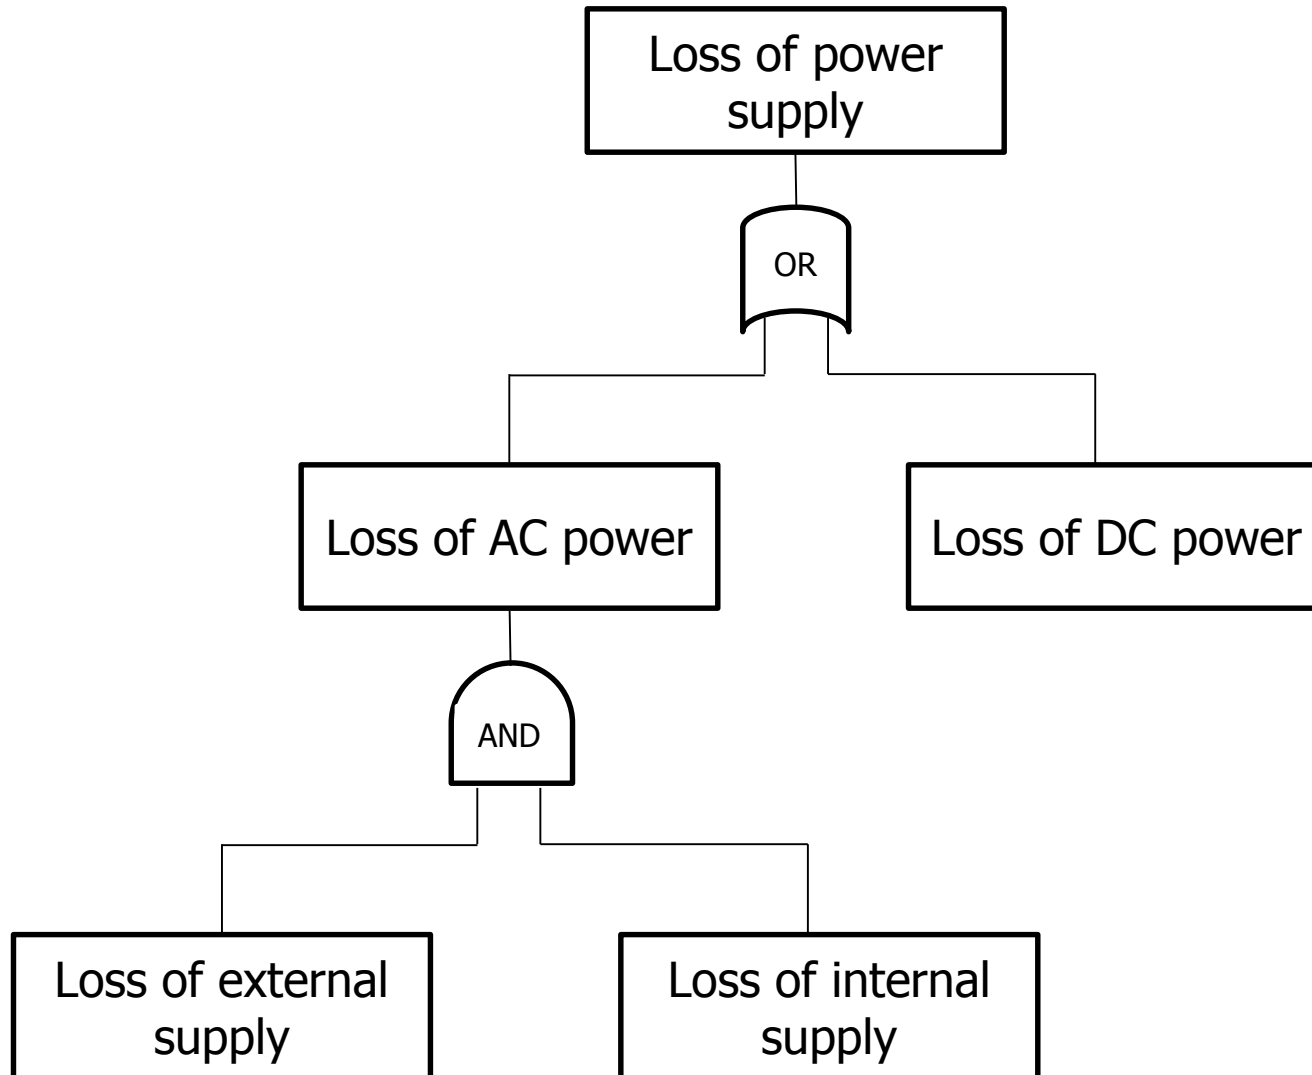 Loss of power
supply
OR
Loss of AC power
Loss of DC power
AND
Loss of external
supply
Loss of internal
supply